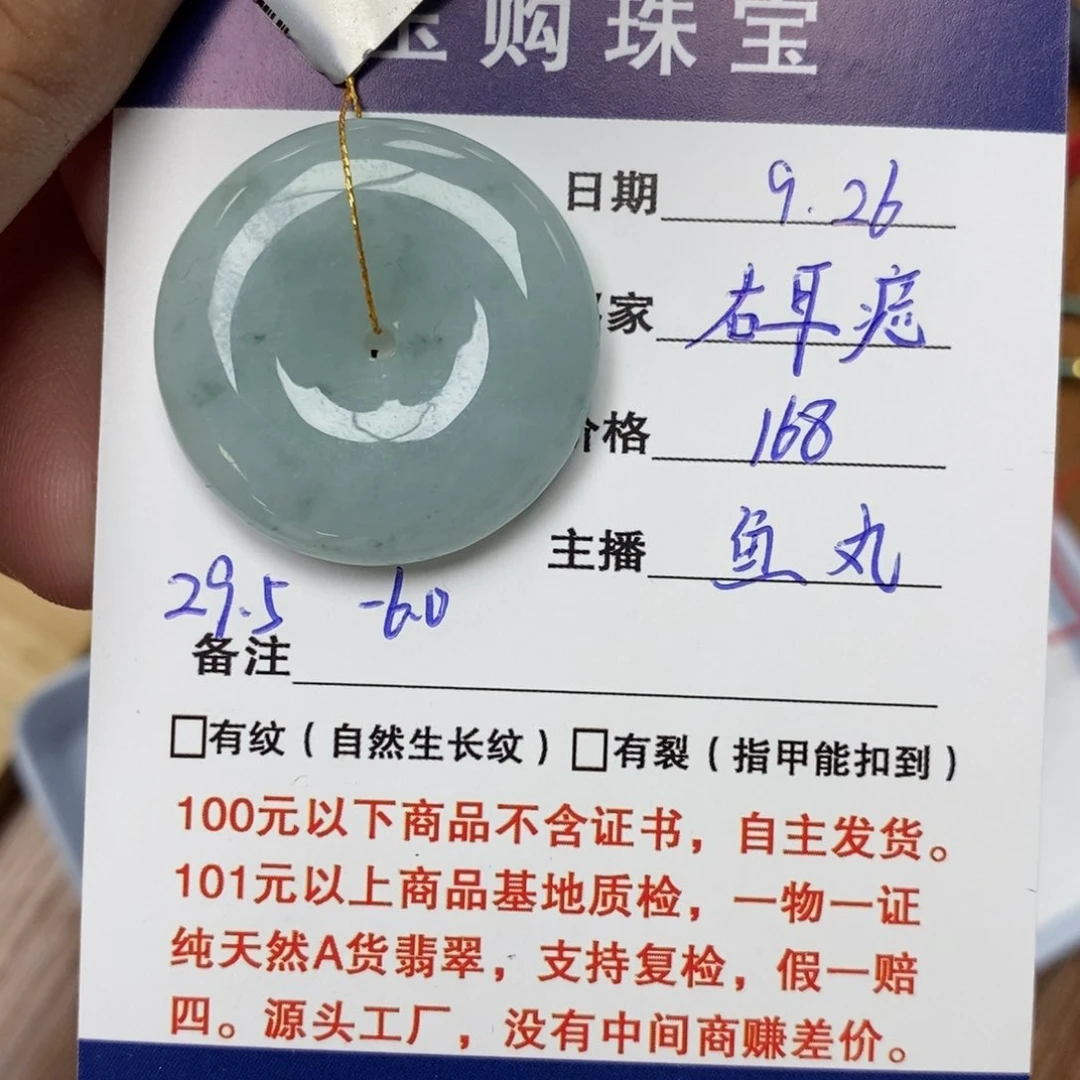 购珠宝
日期 9.26
家 右耳痣
价格 168
主播 鱼丸
29.5 -6.0
备注
□有纹（自然生长纹）□有裂（指甲能扣到）
100元以下商品不含证书，自主发货。
101元以上商品基地质检，一物一证
纯天然A货翡翠，支持复检，假一赔
四。源头工厂，没有中间商赚差价。